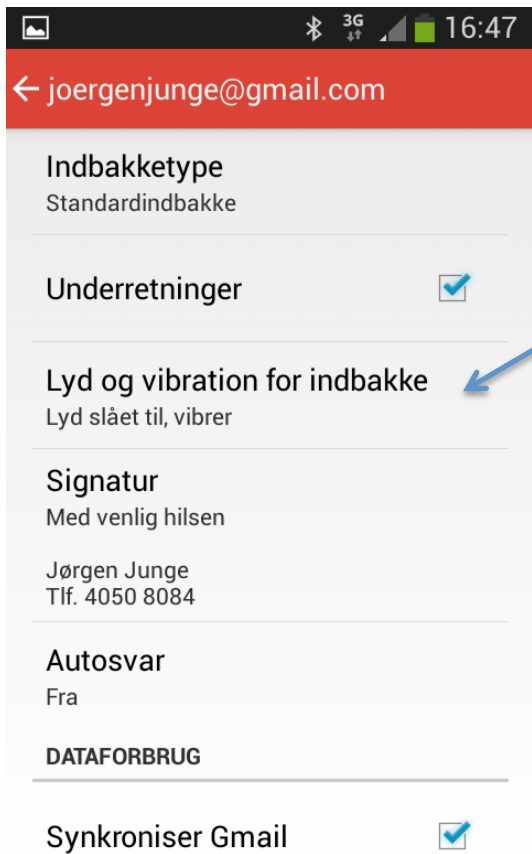 3G 16:47
joergenjunge@gmail.com
Indbakketype
Standardindbakke
Underretninger
Lyd og vibration for indbakke
Lyd slået til, vibrer
Signatur
Med venlig hilsen
Jørgen Junge
Tlf. 4050 8084
Autosvar
Fra
DATAFORBRUG
Synkroniser Gmail